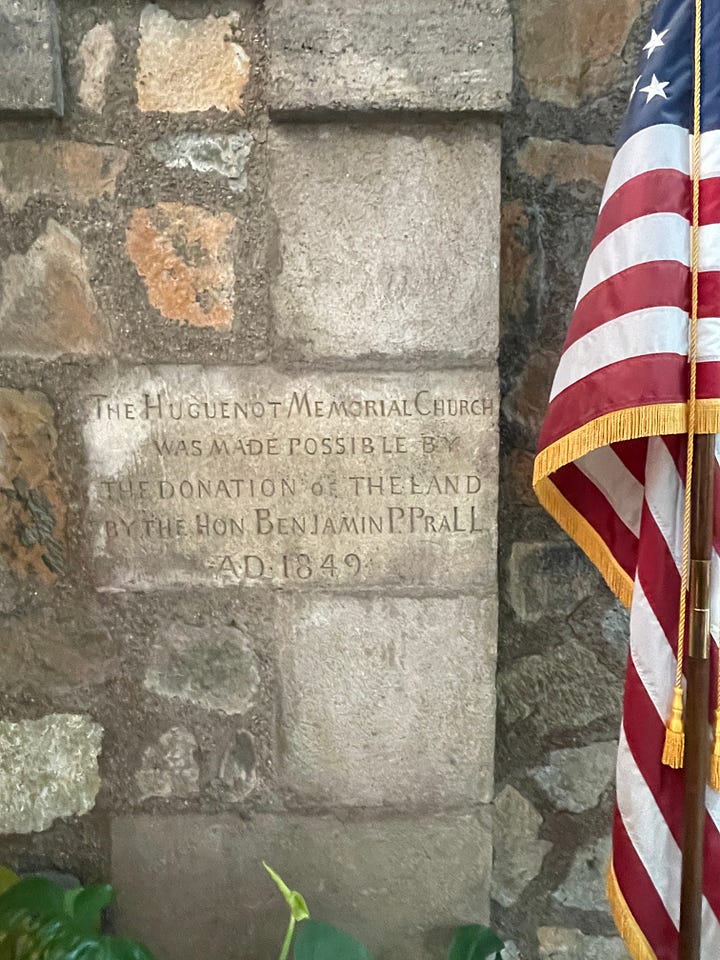 THE HUGUENOT MEMORIAL CHURCH
WAS MADE POSSIBLE BY
THE DONATION OF THE LAND
BY THE HON BENJAMIN P. PRALL
·AD·1849·